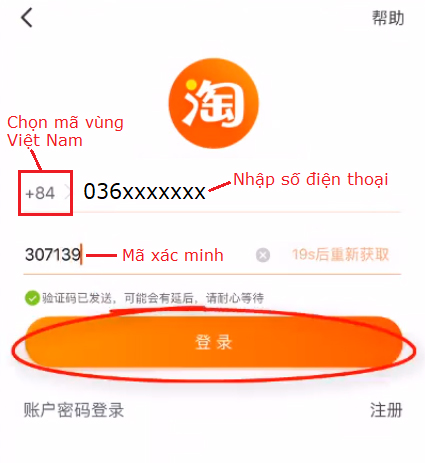 帮助
淘
Chọn mã vùng
Việt Nam
+84
036xxxxxxx
Nhập số điện thoại
307139
Mã xác minh
19s后重新获取
验证码已发送，可能会有延后，请耐心等待
登录
账户密码登录
注册